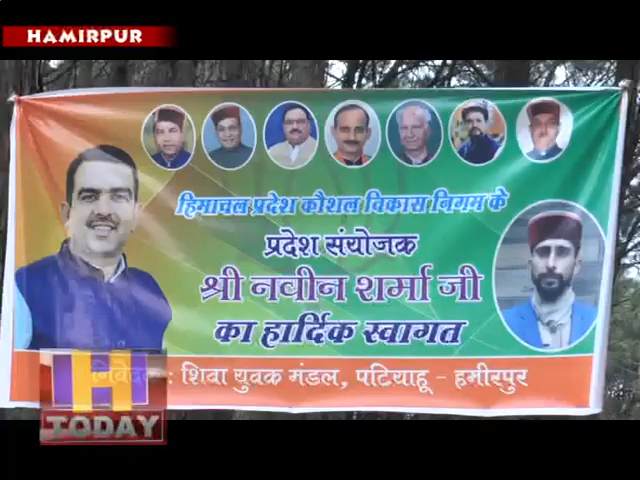 HAMIRPUR
हिमाचल प्रदेश कौशल विकास निगम के
प्रदेश संयोजक
श्री नवीन शर्मा जी
का हार्दिक स्वागत
: शिवा युवक मंडल, पटियाहू - हमीरपुर
H
TODAY